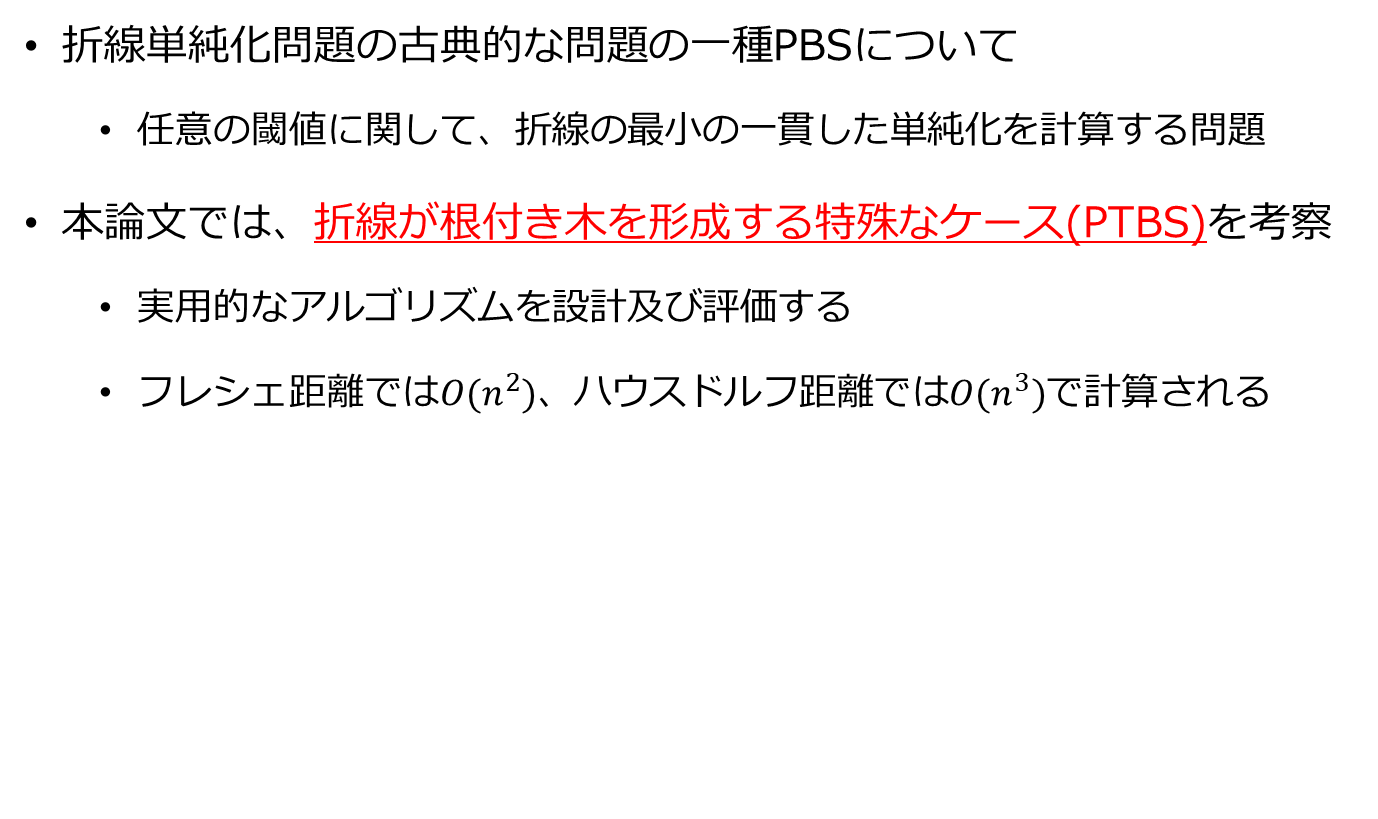 • 折線単純化問題の古典的な問題の一種PBSについて
• 任意の閾値に関して、折線の最小の一貫した単純化を計算する問題
• 本論文では、折線が根付き木を形成する特殊なケース(PTBS)を考察
• 実用的なアルゴリズムを設計及び評価する
• フレシェ距離では𝑂(𝑛²)、ハウスドルフ距離では𝑂(𝑛³)で計算される